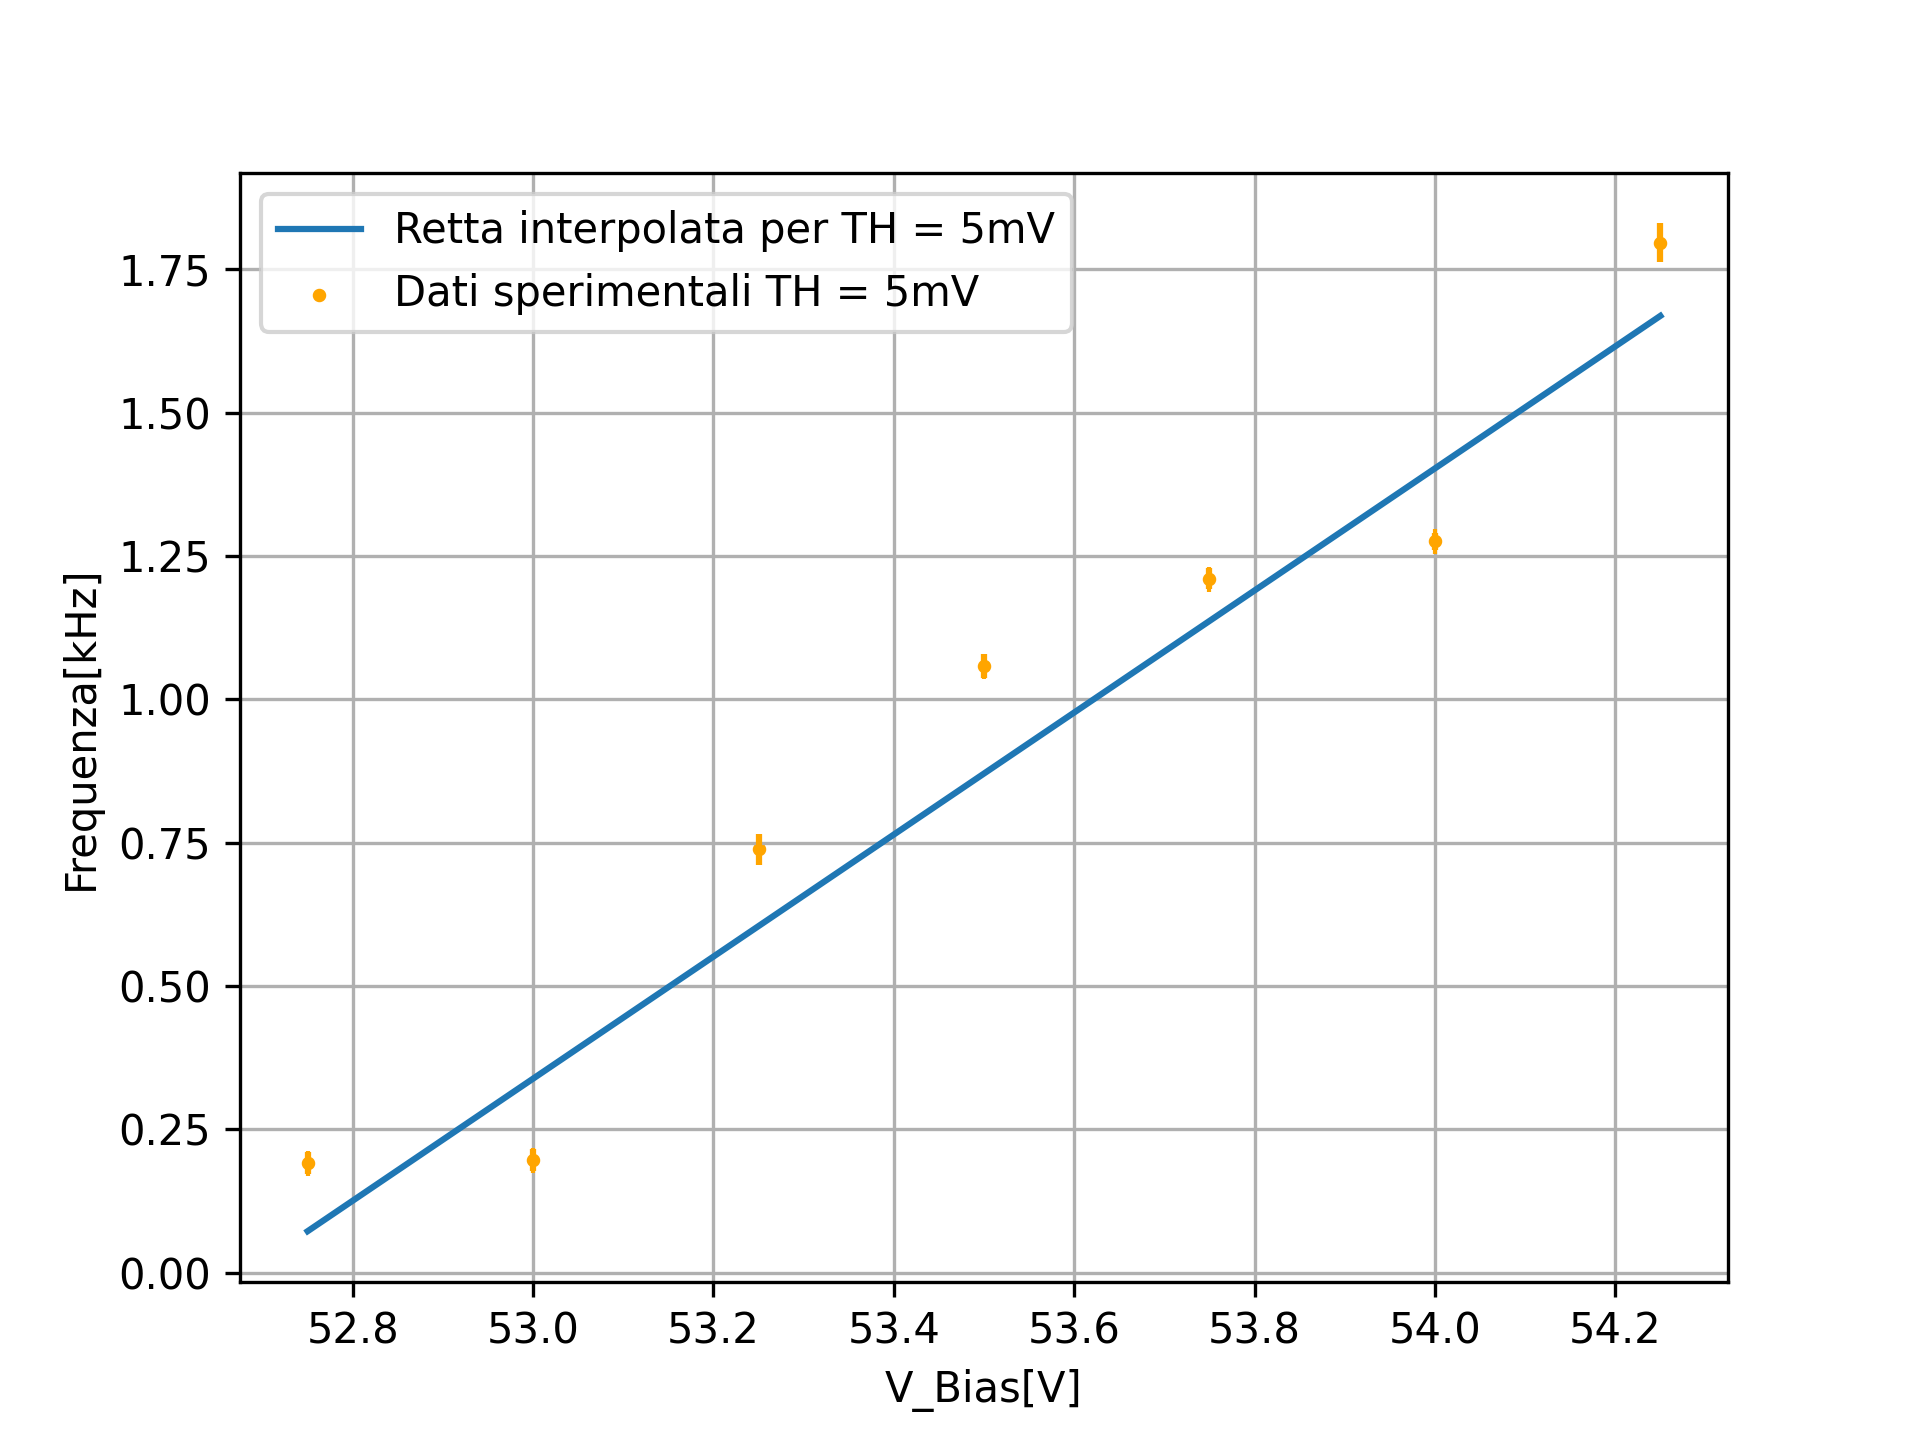 Retta interpolata per TH = 5mV
Dati sperimentali TH = 5mV
1.75
1.50
1.25
1.00
0.75
0.50
0.25
0.00
Frequenza[kHz]
52.8 53.0 53.2 53.4 53.6 53.8 54.0 54.2
V_Bias[V]